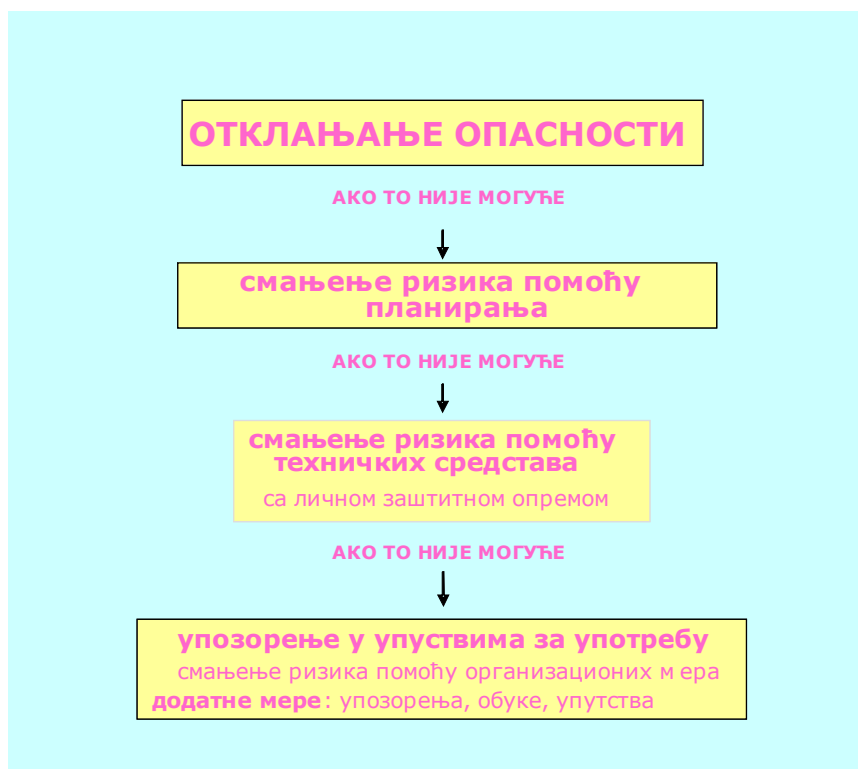 ОТКЛАЊАЊЕ ОПАСНОСТИ
АКО ТО НИЈЕ МОГУЋЕ
смањење ризика помоћу
планирања
АКО ТО НИЈЕ МОГУЋЕ
смањење ризика помоћу
техничких средстава
са личном заштитном опремом
АКО ТО НИЈЕ МОГУЋЕ
упозорење у упуствима за употребу
смањење ризика помоћу организационих м ера
додатне мере: упозорења, обуке, упутства